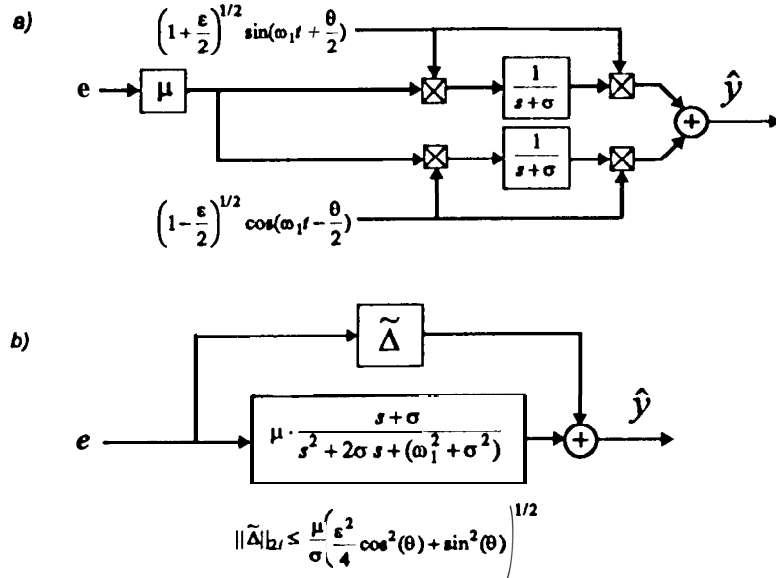 a)
(1+ε/2)^1/2 sin(ω₁t+θ/2)
e
μ
1/(s+σ)
ŷ
+
1/(s+σ)
(1−ε/2)^1/2 cos(ω₁t−θ/2)
b)
Δ̃
e
μ · (s+σ)/(s²+2σ s+(ω₁²+σ²))
ŷ
+
||Δ̃||₂ᵢ ≤ μ/σ (ε²/4 cos²(θ)+sin²(θ))^1/2